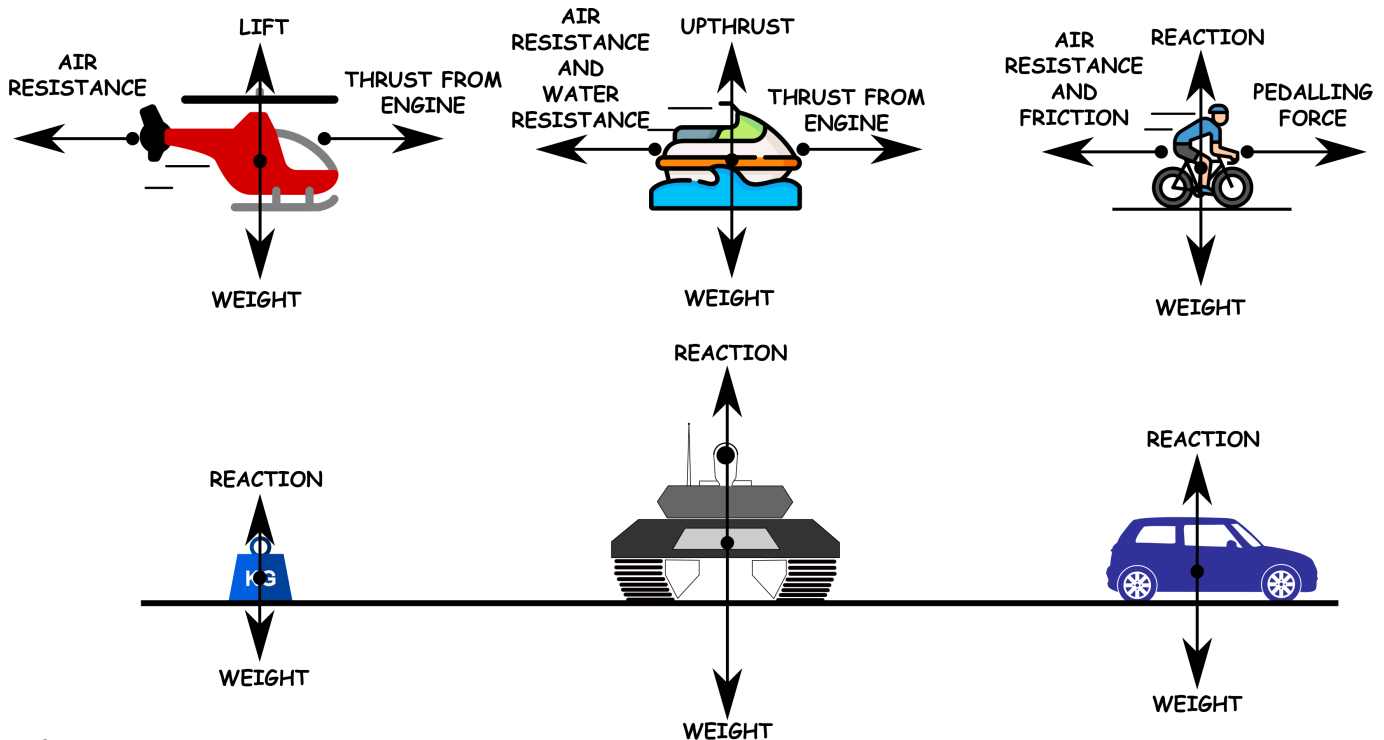 LIFT
AIR
RESISTANCE
THRUST FROM
ENGINE
WEIGHT
AIR
RESISTANCE
AND
WATER
RESISTANCE
UPTHRUST
THRUST FROM
ENGINE
WEIGHT
AIR
RESISTANCE
AND
FRICTION
REACTION
PEDALLING
FORCE
WEIGHT
REACTION
KG
WEIGHT
REACTION
WEIGHT
REACTION
WEIGHT